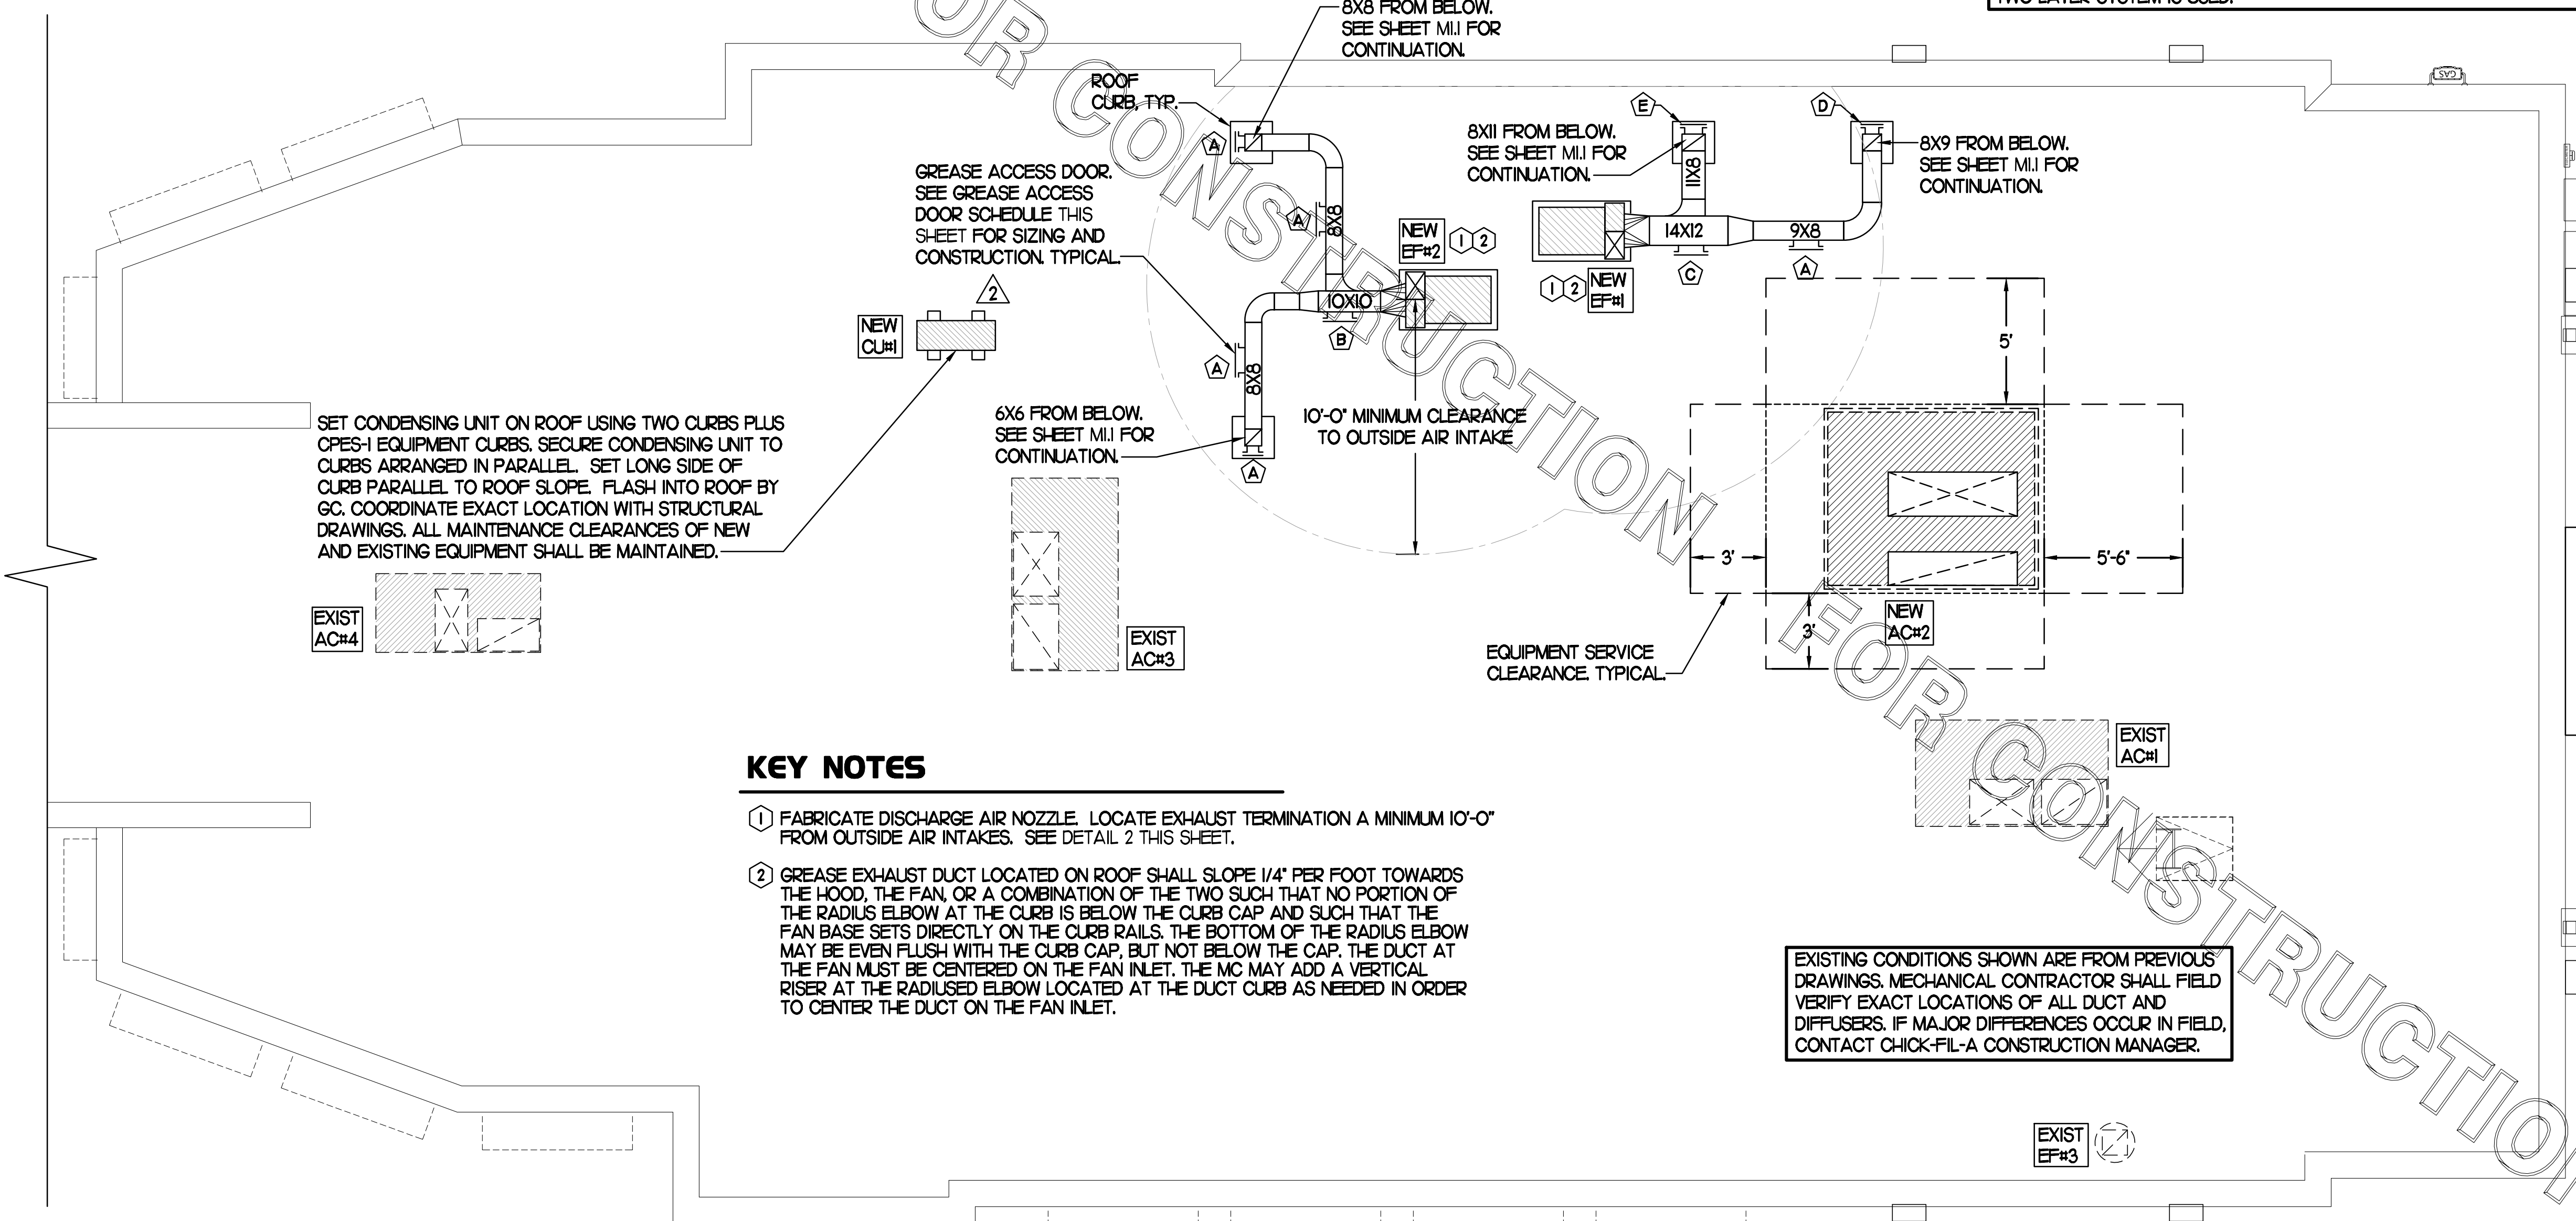 TWO LAYER SYSTEM IS USED.
8X8 FROM BELOW.
SEE SHEET M1.1 FOR
CONTINUATION.
ROOF
CURB, TYP.
GAS
A
E
D
8X11 FROM BELOW.
SEE SHEET M1.1 FOR
CONTINUATION.
11X8
8X9 FROM BELOW.
SEE SHEET M1.1 FOR
CONTINUATION.
GREASE ACCESS DOOR.
SEE GREASE ACCESS
DOOR SCHEDULE THIS
SHEET FOR SIZING AND
CONSTRUCTION. TYPICAL.
A
8X8
NEW
EF#2
1 2
14X12
9X8
C
A
1 2
NEW
EF#1
2
NEW
CU#1
10X10
B
A
8X8
5'
6X6 FROM BELOW.
SEE SHEET M1.1 FOR
CONTINUATION.
A
10'-0" MINIMUM CLEARANCE
TO OUTSIDE AIR INTAKE
SET CONDENSING UNIT ON ROOF USING TWO CURBS PLUS
CPES-1 EQUIPMENT CURBS. SECURE CONDENSING UNIT TO
CURBS ARRANGED IN PARALLEL. SET LONG SIDE OF
CURB PARALLEL TO ROOF SLOPE. FLASH INTO ROOF BY
GC. COORDINATE EXACT LOCATION WITH STRUCTURAL
DRAWINGS. ALL MAINTENANCE CLEARANCES OF NEW
AND EXISTING EQUIPMENT SHALL BE MAINTAINED.
3'
5'-6"
EXIST
AC#4
EXIST
AC#3
NEW
AC#2
3'
EQUIPMENT SERVICE
CLEARANCE. TYPICAL.
EXIST
AC#1
KEY NOTES
1 FABRICATE DISCHARGE AIR NOZZLE. LOCATE EXHAUST TERMINATION A MINIMUM 10'-0"
FROM OUTSIDE AIR INTAKES. SEE DETAIL 2 THIS SHEET.
2 GREASE EXHAUST DUCT LOCATED ON ROOF SHALL SLOPE 1/4" PER FOOT TOWARDS
THE HOOD, THE FAN, OR A COMBINATION OF THE TWO SUCH THAT NO PORTION OF
THE RADIUS ELBOW AT THE CURB IS BELOW THE CURB CAP AND SUCH THAT THE
FAN BASE SETS DIRECTLY ON THE CURB RAILS. THE BOTTOM OF THE RADIUS ELBOW
MAY BE EVEN FLUSH WITH THE CURB CAP, BUT NOT BELOW THE CAP. THE DUCT AT
THE FAN MUST BE CENTERED ON THE FAN INLET. THE MC MAY ADD A VERTICAL
RISER AT THE RADIUSED ELBOW LOCATED AT THE DUCT CURB AS NEEDED IN ORDER
TO CENTER THE DUCT ON THE FAN INLET.
EXISTING CONDITIONS SHOWN ARE FROM PREVIOUS
DRAWINGS. MECHANICAL CONTRACTOR SHALL FIELD
VERIFY EXACT LOCATIONS OF ALL DUCT AND
DIFFUSERS. IF MAJOR DIFFERENCES OCCUR IN FIELD,
CONTACT CHICK-FIL-A CONSTRUCTION MANAGER.
EXIST
EF#3
FOR CONSTRUCTION
FOR CONSTRUCTION